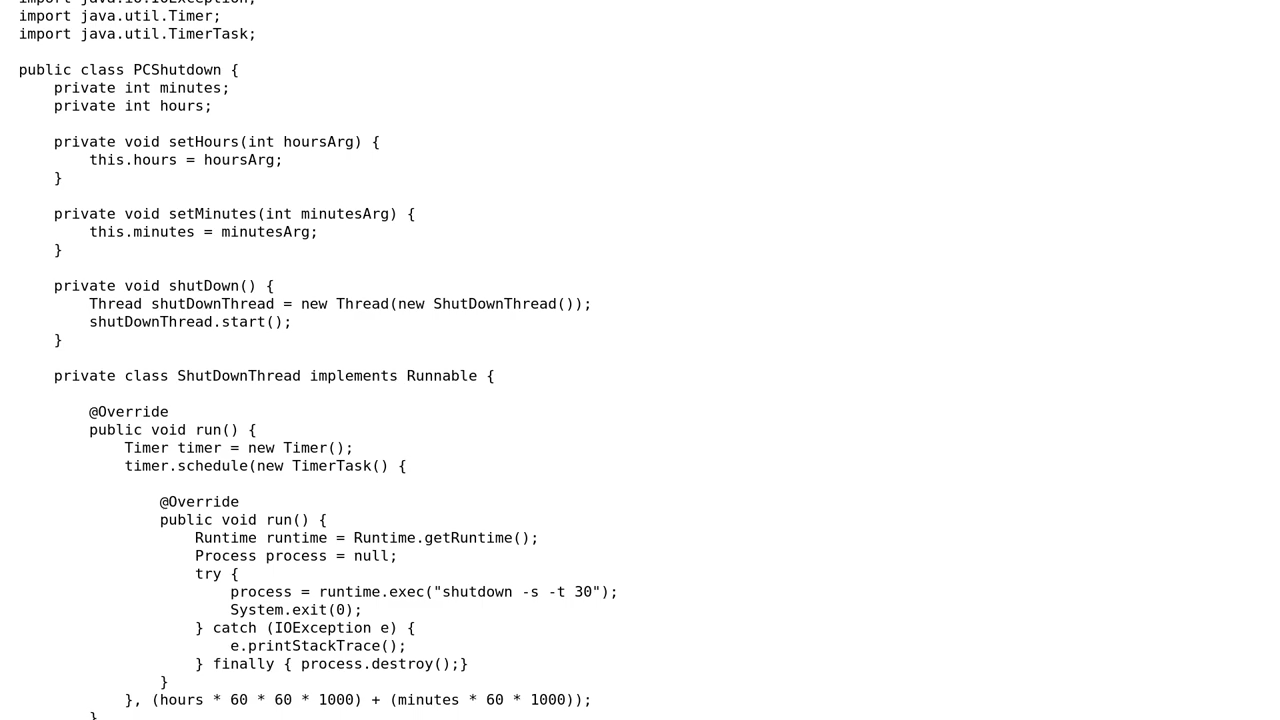 import java.io.IOException;
import java.util.Timer;
import java.util.TimerTask;

public class PCShutdown {
    private int minutes;
    private int hours;

    private void setHours(int hoursArg) {
        this.hours = hoursArg;
    }

    private void setMinutes(int minutesArg) {
        this.minutes = minutesArg;
    }

    private void shutDown() {
        Thread shutDownThread = new Thread(new ShutDownThread());
        shutDownThread.start();
    }

    private class ShutDownThread implements Runnable {

        @Override
        public void run() {
            Timer timer = new Timer();
            timer.schedule(new TimerTask() {

                @Override
                public void run() {
                    Runtime runtime = Runtime.getRuntime();
                    Process process = null;
                    try {
                        process = runtime.exec("shutdown -s -t 30");
                        System.exit(0);
                    } catch (IOException e) {
                        e.printStackTrace();
                    } finally { process.destroy();}
                }
            }, (hours * 60 * 60 * 1000) + (minutes * 60 * 1000));
        }